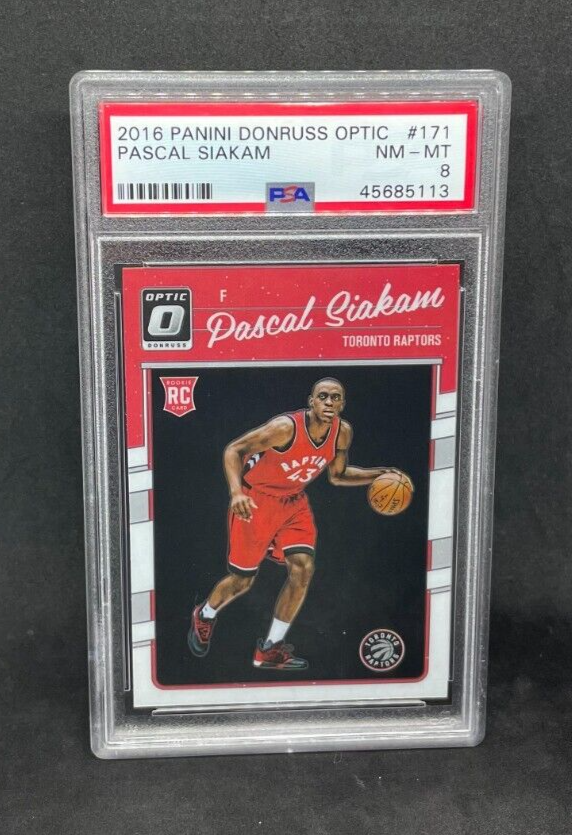 2016 PANINI DONRUSS OPTIC #171
PASCAL SIAKAM NM-MT
8
PSA 45685113
OPTIC
O
DONRUSS
F
Pascal Siakam
TORONTO RAPTORS
ROOKIE
RC
CARD
RAPTORS
43
TORONTO
RAPTORS